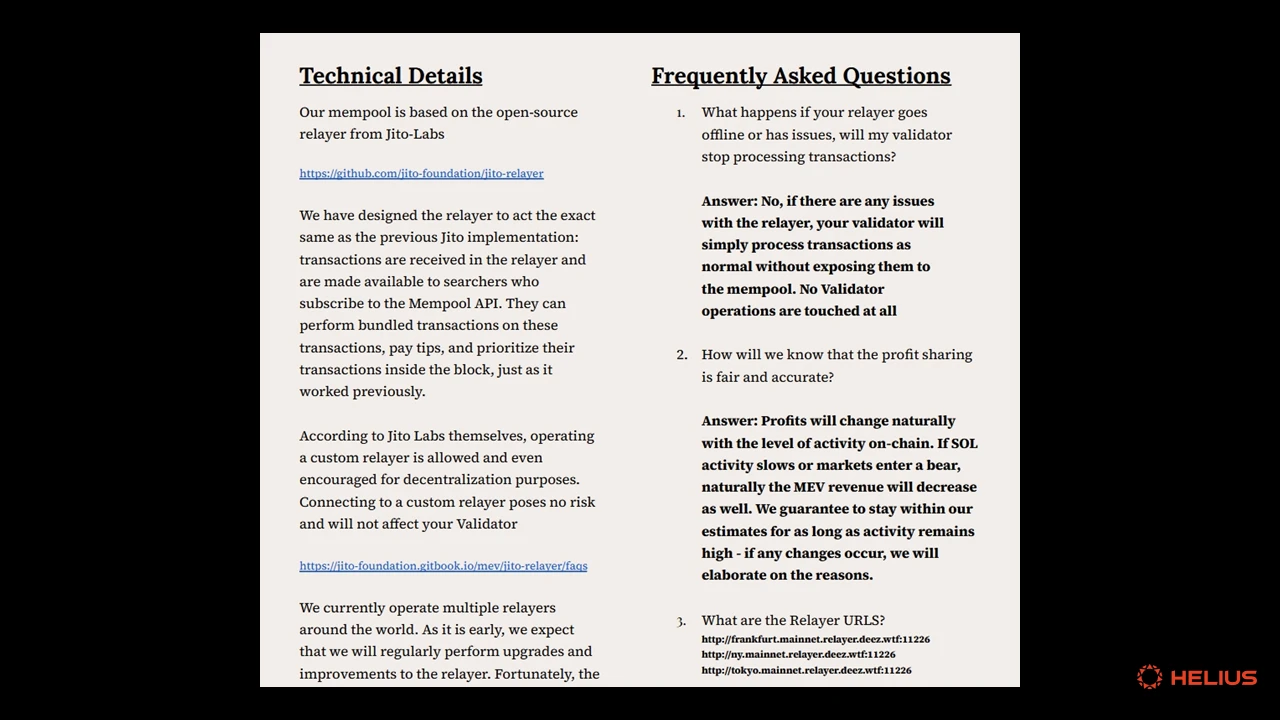 Technical Details
Our mempool is based on the open-source
relayer from Jito-Labs
https://github.com/jito-foundation/jito-relayer
We have designed the relayer to act the exact
same as the previous Jito implementation:
transactions are received in the relayer and
are made available to searchers who
subscribe to the Mempool API. They can
perform bundled transactions on these
transactions, pay tips, and prioritize their
transactions inside the block, just as it
worked previously.
According to Jito Labs themselves, operating
a custom relayer is allowed and even
encouraged for decentralization purposes.
Connecting to a custom relayer poses no risk
and will not affect your Validator
https://jito-foundation.gitbook.io/mev/jito-relayer/faqs
We currently operate multiple relayers
around the world. As it is early, we expect
that we will regularly perform upgrades and
improvements to the relayer. Fortunately, the
Frequently Asked Questions
1. What happens if your relayer goes
offline or has issues, will my validator
stop processing transactions?
Answer: No, if there are any issues
with the relayer, your validator will
simply process transactions as
normal without exposing them to
the mempool. No Validator
operations are touched at all
2. How will we know that the profit sharing
is fair and accurate?
Answer: Profits will change naturally
with the level of activity on-chain. If SOL
activity slows or markets enter a bear,
naturally the MEV revenue will decrease
as well. We guarantee to stay within our
estimates for as long as activity remains
high - if any changes occur, we will
elaborate on the reasons.
3. What are the Relayer URLS?
http://frankfurt.mainnet.relayer.deez.wtf:11226
http://ny.mainnet.relayer.deez.wtf:11226
http://tokyo.mainnet.relayer.deez.wtf:11226
HELIUS